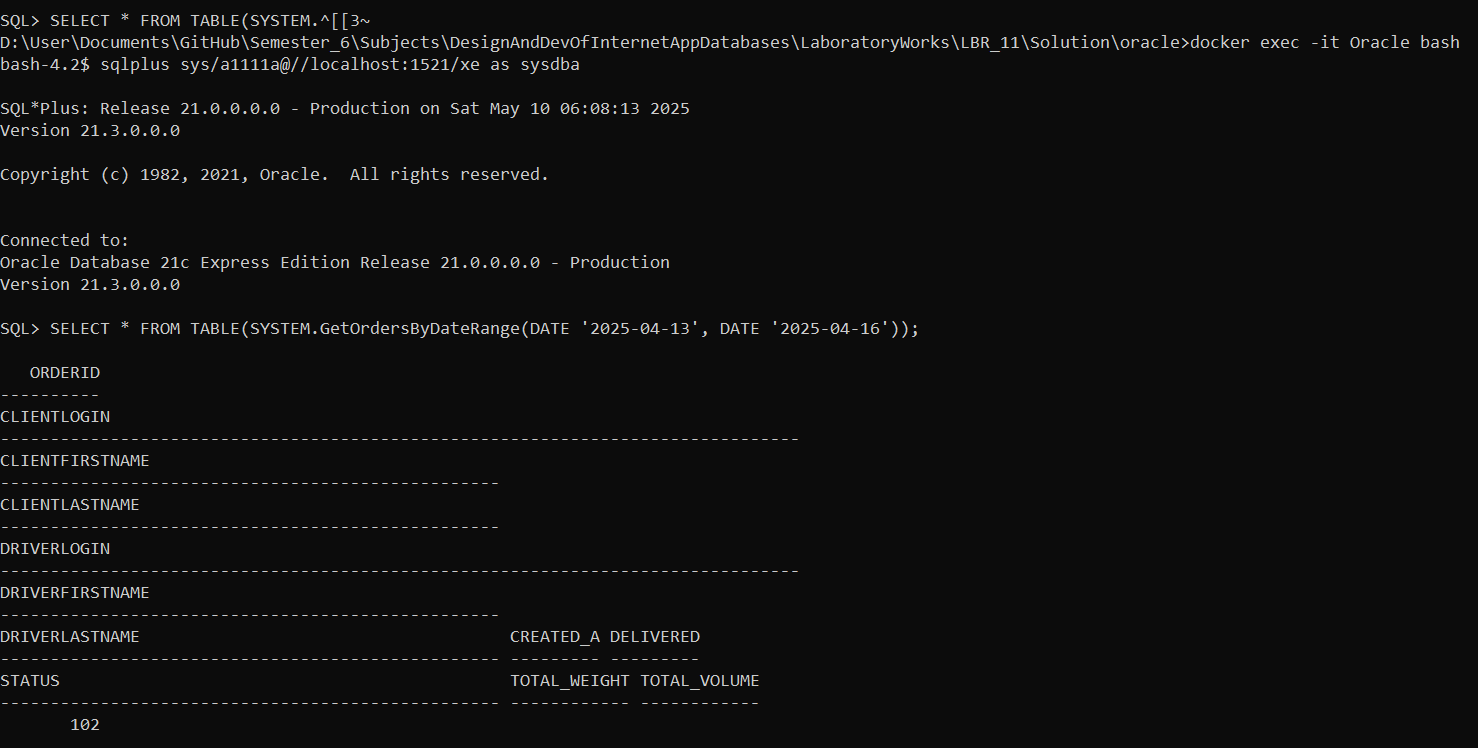 SQL> SELECT * FROM TABLE(SYSTEM.^[[3~
D:\User\Documents\GitHub\Semester_6\Subjects\DesignAndDevOfInternetAppDatabases\LaboratoryWorks\LBR_11\Solution\oracle>docker exec -it Oracle bash
bash-4.2$ sqlplus sys/a1111a@//localhost:1521/xe as sysdba

SQL*Plus: Release 21.0.0.0.0 - Production on Sat May 10 06:08:13 2025
Version 21.3.0.0.0

Copyright (c) 1982, 2021, Oracle.  All rights reserved.


Connected to:
Oracle Database 21c Express Edition Release 21.0.0.0.0 - Production
Version 21.3.0.0.0

SQL> SELECT * FROM TABLE(SYSTEM.GetOrdersByDateRange(DATE '2025-04-13', DATE '2025-04-16'));

   ORDERID
----------
CLIENTLOGIN
--------------------------------------------------------------------------------
CLIENTFIRSTNAME
--------------------------------------------------
CLIENTLASTNAME
--------------------------------------------------
DRIVERLOGIN
--------------------------------------------------------------------------------
DRIVERFIRSTNAME
--------------------------------------------------
DRIVERLASTNAME                                     CREATED_A DELIVERED
-------------------------------------------------- --------- ---------
STATUS                                             TOTAL_WEIGHT TOTAL_VOLUME
-------------------------------------------------- ------------ ------------
       102